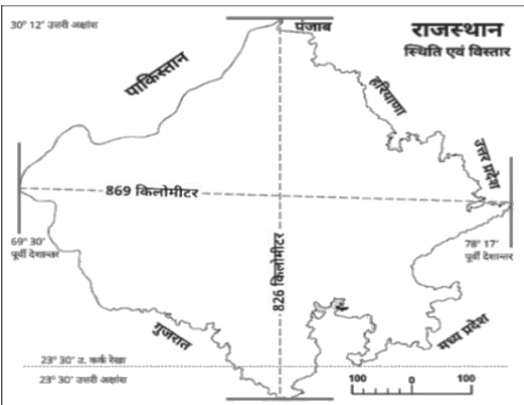 राजस्थान
स्थिति एवं विस्तार
30° 12' उत्तरी अक्षांश
पंजाब
पाकिस्तान
हरियाणा
उत्तर प्रदेश
869 किलोमीटर
69° 30'
पूर्वी देशान्तर
78° 17'
पूर्वी देशान्तर
826 किलोमीटर
गुजरात
मध्य प्रदेश
23° 30' उ. कर्क रेखा
23° 30' उत्तरी अक्षांश
100 0 100